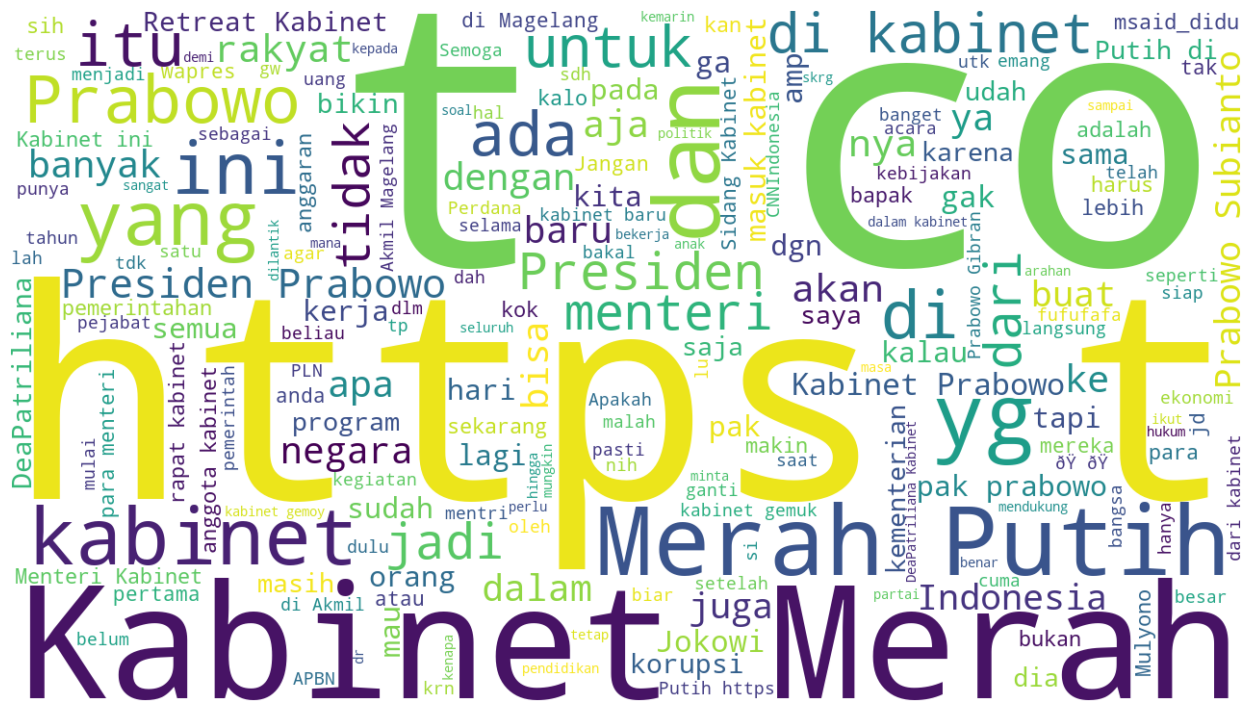 sih
Retreat Kabinet
di Magelang
kemarin
kan
di kabinet
msaid_didu
terus
itu
demi
rakyat
kepada
Semoga
untuk
ga
amp
skrg
utk
emang
Putih di
tak
menjadi
wapres
gw
uang
t
sdh
pada
co
udah
Prabowo
bikin
soal
hal
kalo
dan
CNNIndonesia
banget
acara
sampai
ya
adalah
Kabinet ini
sebagai
anggaran
tidak
Akmil Magelang
ada
aja
politik
Sidang Kabinet
masuk kabinet
nya
karena
sama
telah
Prabowo Subianto
banyak
ini
dengan
Jangan
kita
kebijakan
harus
punya
sangat
bapak
gak
lebih
yang
Perdana
kabinet baru
dalam kabinet
tahun
dilantik
mana
selama
baru
bekerja
dgn
Prabowo Gibran
lah
satu
agar
bakal
anak
dari
arahan
tdk
dah
Presiden
seperti
DeaPatriliana
Presiden Prabowo
akan
di
buat
siap
pemerintahan
kerja
dlm
menteri
saya
fufufafa
pejabat
semua
beliau
tp
seluruh
kok
bisa
langsung
https
t
saja
kalau
masa
PLN
apa
hari
lu
Kabinet Prabowo
ke
ekonomi
anda
Apakah
para menteri
rapat kabinet
anggota kabinet
pemerintah
program
sekarang
malah
pak
yg
tapi
jd
ikut
mulai
negara
lagi
pasti
makin
kementerian
DeaPatriliana Kabinet
mereka
hukum
nih
saat
ðŸ ðŸ
para
kegiatan
hingga
mungkin
minta
ganti
pak prabowo
bangsa
hanya
dari kabinet
kabinet gemoy
sudah
mentri
perlu
kabinet gemuk
mendukung
kabinet
oleh
Merah Putih
dulu
jadi
si
benar
Menteri Kabinet
masih
orang
dalam
setelah
cuma
pertama
di Akmil
atau
biar
juga
partai
Indonesia
Mulyono
besar
Kabinet Merah
belum
mau
tetap
Jokowi
bukan
dr
kenapa
pendidikan
korupsi
dia
APBN
krn
Putih https